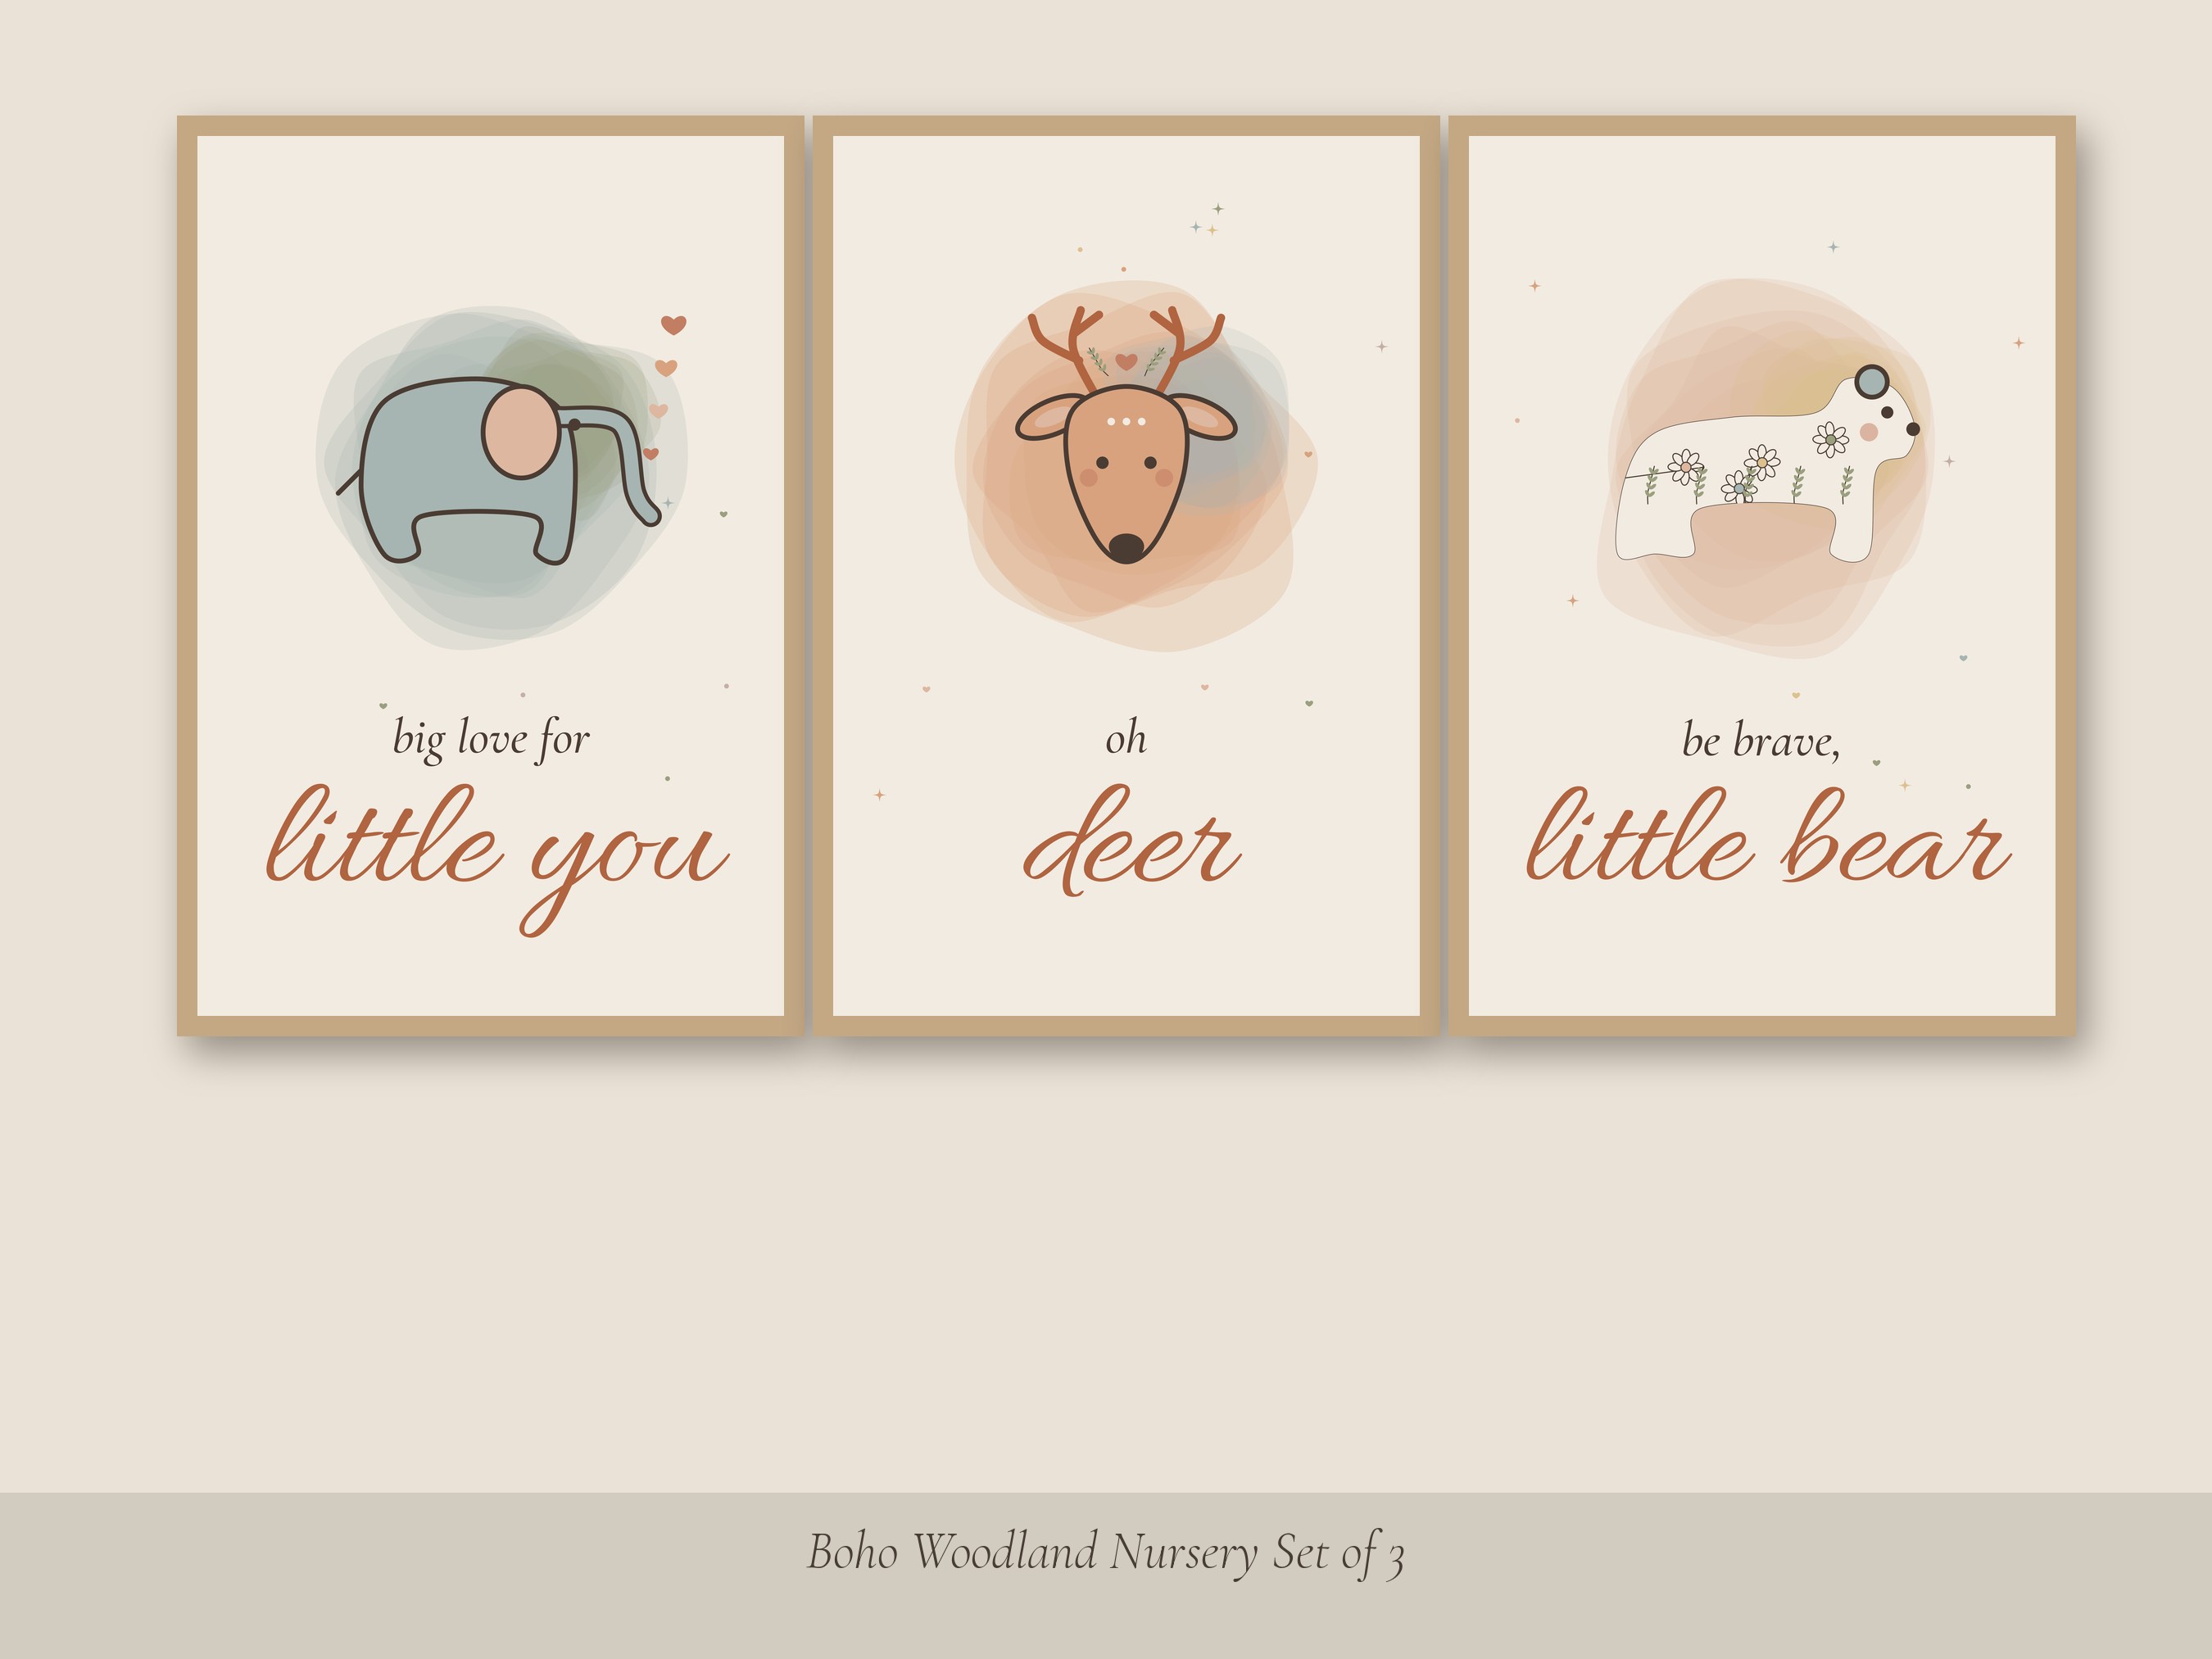 big love for
little you
oh
deer
be brave,
little bear
Boho Woodland Nursery Set of 3